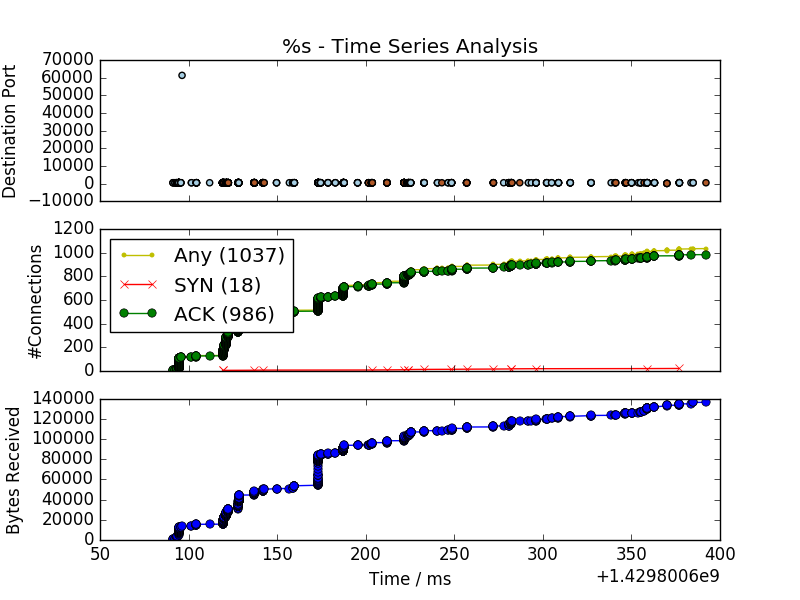 %s - Time Series Analysis
Destination Port
70000
60000
50000
40000
30000
20000
10000
0
−10000
#Connections
1200
1000
800
600
400
200
0
Any (1037)
SYN (18)
ACK (986)
Bytes Received
140000
120000
100000
80000
60000
40000
20000
0
50 100 150 200 250 300 350 400
Time / ms
+1.4298006e9